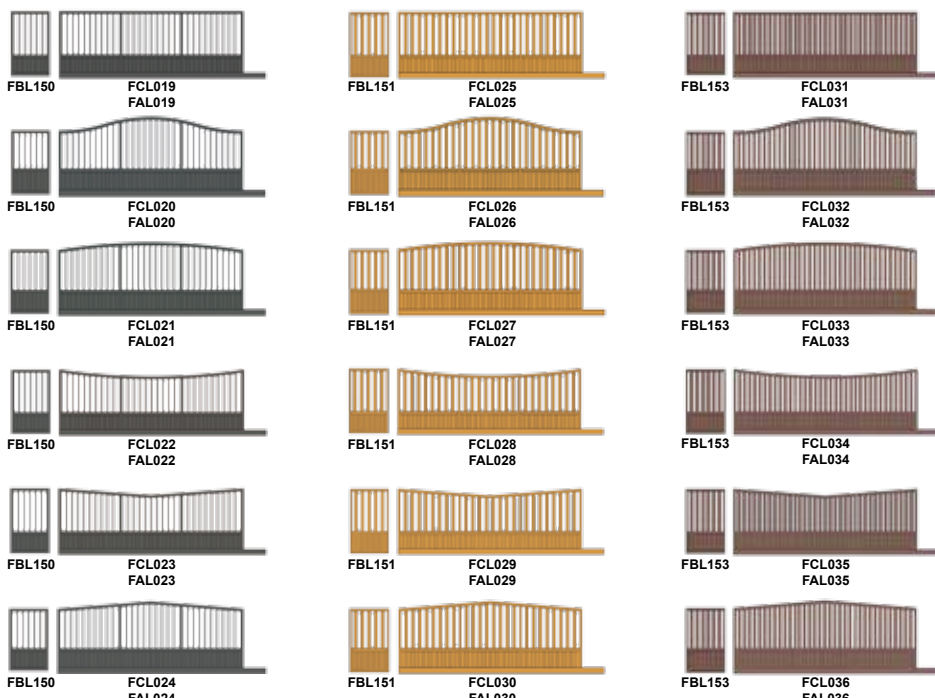 FBL150 FCL019 FBL151 FCL025 FBL153 FCL031
FAL019 FAL025 FAL031
FBL150 FCL020 FBL151 FCL026 FBL153 FCL032
FAL020 FAL026 FAL032
FBL150 FCL021 FBL151 FCL027 FBL153 FCL033
FAL021 FAL027 FAL033
FBL150 FCL022 FBL151 FCL028 FBL153 FCL034
FAL022 FAL028 FAL034
FBL150 FCL023 FBL151 FCL029 FBL153 FCL035
FAL023 FAL029 FAL035
FBL150 FCL024 FBL151 FCL030 FBL153 FCL036
FAL024 FAL030 FAL036